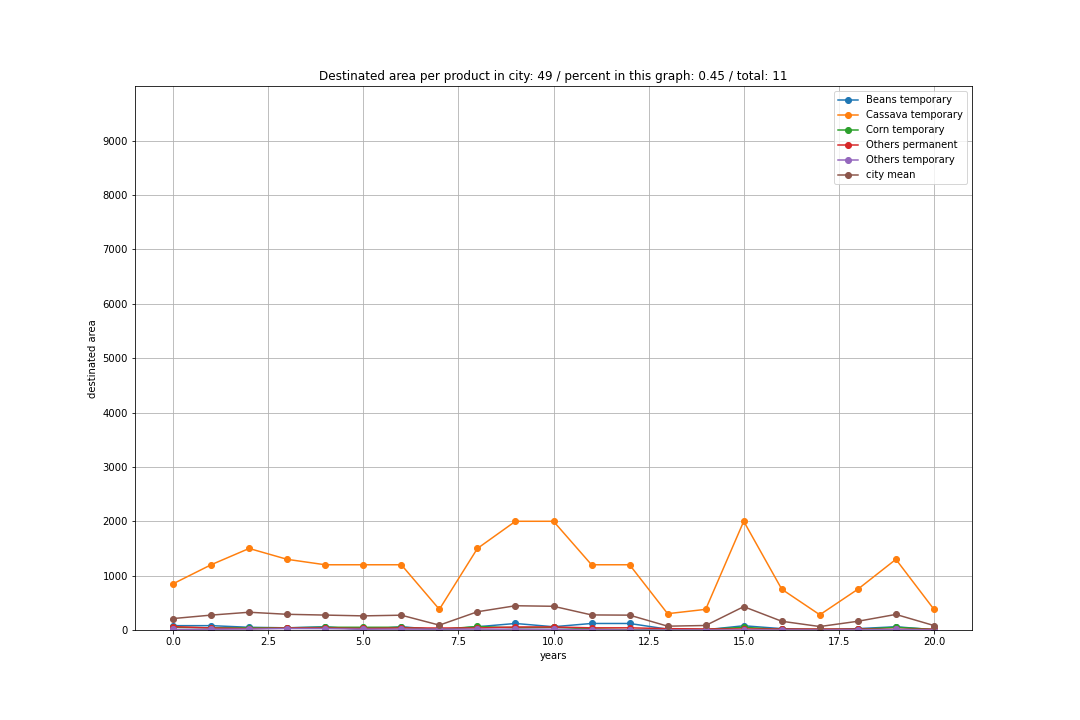 Destinated area per product in city: 49 / percent in this graph: 0.45 / total: 11
Beans temporary
Cassava temporary
Corn temporary
Others permanent
Others temporary
city mean
destinated area
9000
8000
7000
6000
5000
4000
3000
2000
1000
0
0.0 2.5 5.0 7.5 10.0 12.5 15.0 17.5 20.0
years